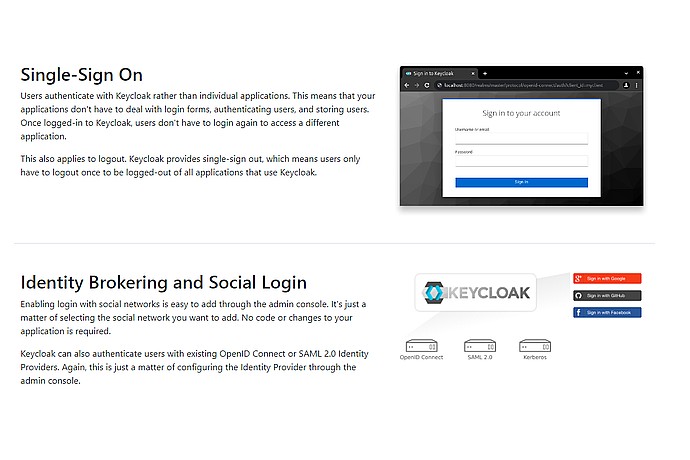 Single-Sign On
Users authenticate with Keycloak rather than individual applications. This means that your
applications don't have to deal with login forms, authenticating users, and storing users.
Once logged-in to Keycloak, users don't have to login again to access a different
application.
This also applies to logout. Keycloak provides single-sign out, which means users only
have to logout once to be logged-out of all applications that use Keycloak.
Sign in to Keycloak
localhost:8080/realms/master/protocol/openid-connect/auth?client_id=myclient
Sign in to your account
Username or email
Password
Sign In
Identity Brokering and Social Login
Enabling login with social networks is easy to add through the admin console. It's just a
matter of selecting the social network you want to add. No code or changes to your
application is required.
Keycloak can also authenticate users with existing OpenID Connect or SAML 2.0 Identity
Providers. Again, this is just a matter of configuring the Identity Provider through the
admin console.
KEYCLOAK
Sign in with Google
Sign in with GitHub
Sign in with Facebook
OpenID Connect
SAML 2.0
Kerberos